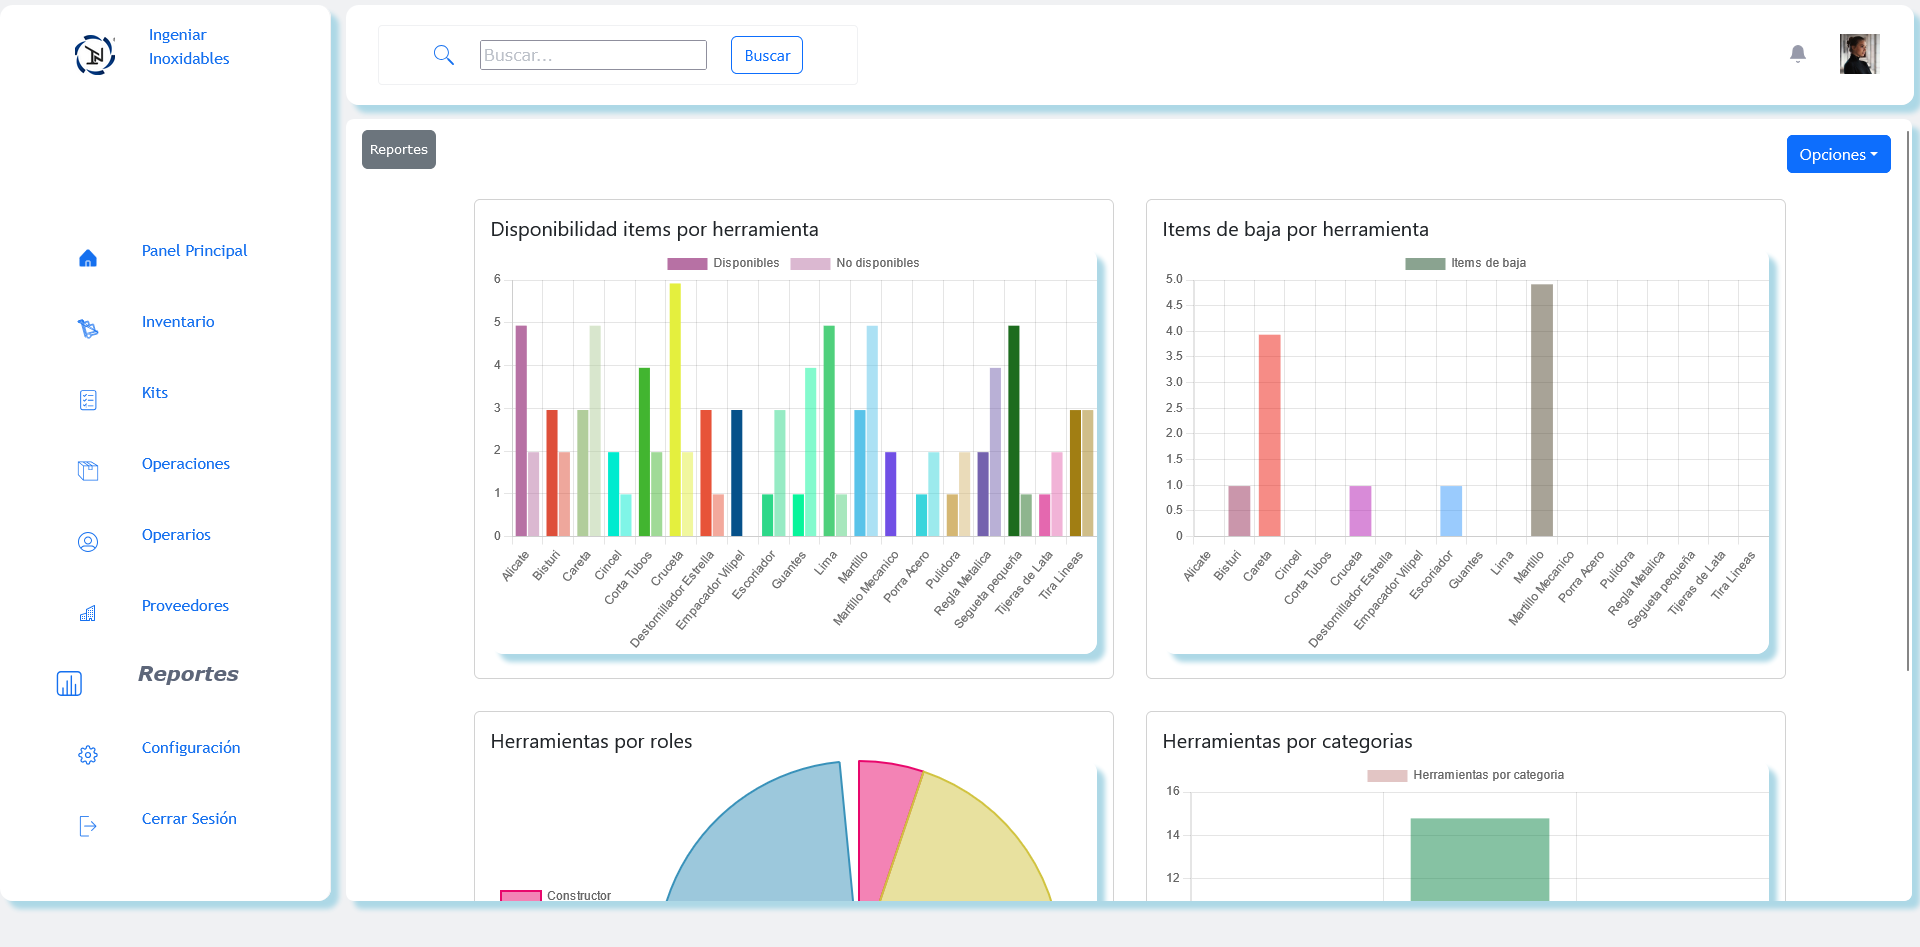 Ingeniar
Inoxidables
Buscar...
Buscar
Panel Principal
Inventario
Kits
Operaciones
Operarios
Proveedores
Reportes
Configuración
Cerrar Sesión
Reportes
Opciones
Disponibilidad items por herramienta
Disponibles No disponibles
6
5
4
3
2
1
0
Alicate
Bisturi
Careta
Cincel
Corta Tubos
Cruceta
Destornillador Estrella
Empacador Vilipel
Escoriador
Guantes
Lima
Martillo
Martillo Mecanico
Porra Acero
Pulidora
Regla Metalica
Segueta pequeña
Tijeras de Lata
Tira Lineas
Items de baja por herramienta
Items de baja
5.0
4.5
4.0
3.5
3.0
2.5
2.0
1.5
1.0
0.5
0
Alicate
Bisturi
Careta
Cincel
Corta Tubos
Cruceta
Destornillador Estrella
Empacador Vilipel
Escoriador
Guantes
Lima
Martillo
Martillo Mecanico
Porra Acero
Pulidora
Regla Metalica
Segueta pequeña
Tijeras de Lata
Tira Lineas
Herramientas por roles
Constructor
Herramientas por categorias
Herramientas por categoria
16
14
12